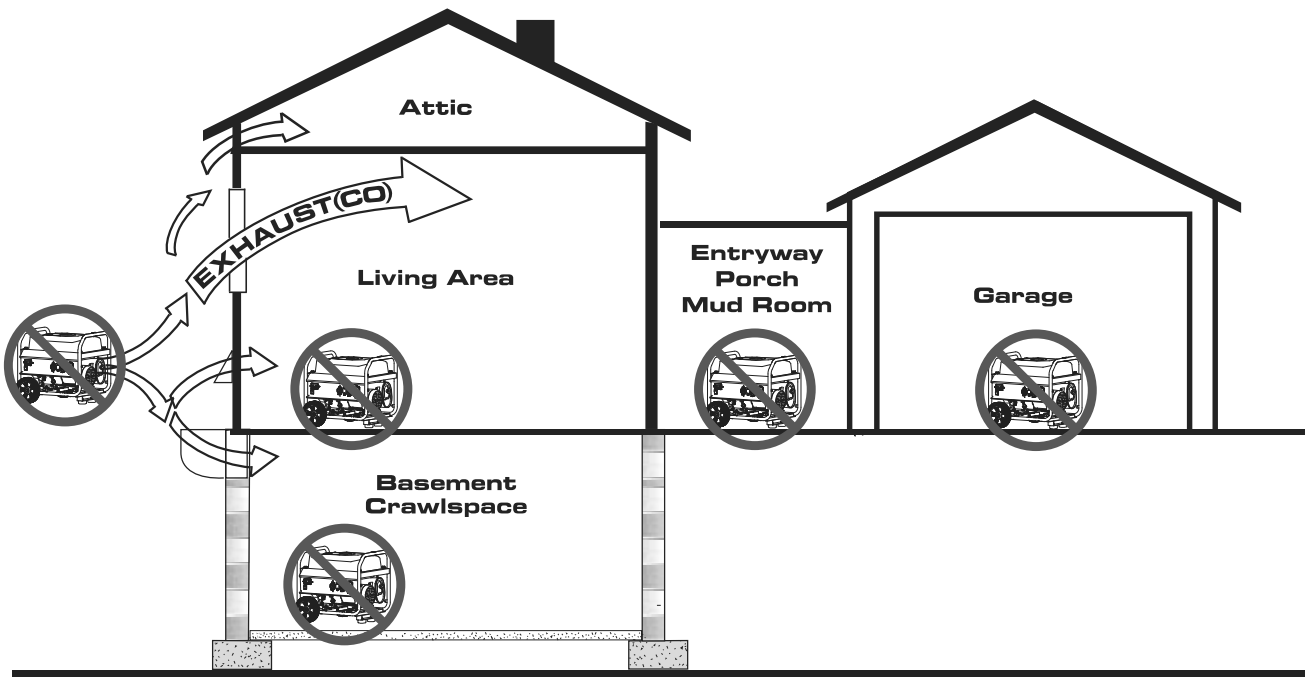 Attic
EXHAUST(CO)
Living Area
Entryway
Porch
Mud Room
Garage
Basement
Crawlspace